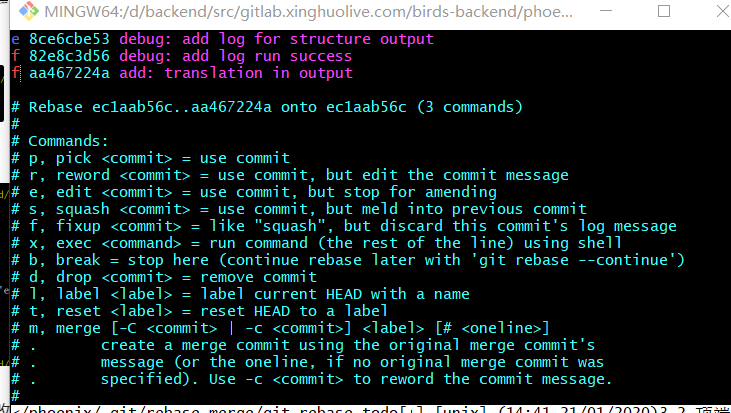 MINGW64:/d/backend/src/gitlab.xinghuolive.com/birds-backend/phoe...
e 8ce6cbe53 debug: add log for structure output
f 82e8c3d56 debug: add log run success
f aa467224a add: translation in output
# Rebase ec1aab56c..aa467224a onto ec1aab56c (3 commands)
#
# Commands:
# p, pick <commit> = use commit
# r, reword <commit> = use commit, but edit the commit message
# e, edit <commit> = use commit, but stop for amending
# s, squash <commit> = use commit, but meld into previous commit
# f, fixup <commit> = like "squash", but discard this commit's log message
# x, exec <command> = run command (the rest of the line) using shell
# b, break = stop here (continue rebase later with 'git rebase --continue')
# d, drop <commit> = remove commit
# l, label <label> = label current HEAD with a name
# t, reset <label> = reset HEAD to a label
# m, merge [-C <commit> | -c <commit>] <label> [# <oneline>]
# .       create a merge commit using the original merge commit's
# .       message (or the oneline, if no original merge commit was
# .       specified). Use -c <commit> to reword the commit message.
#
</phoenix/.git/rebase-merge/git-rebase-todo[+] [unix] (14:41 21/01/2020)3,2 顶端